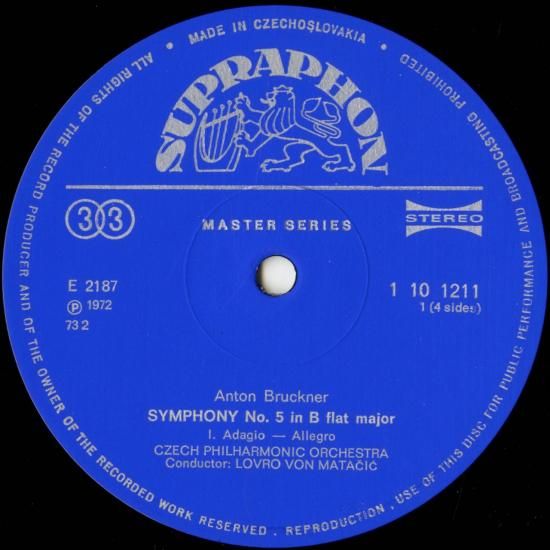 ALL RIGHTS OF THE RECORD PRODUCER AND OF THE OWNER OF THE RECORDED WORK RESERVED . REPRODUCTION , USE OF THIS DISC FOR PUBLIC PERFORMANCE AND BROADCASTING PROHIBITED • MADE IN CZECHOSLOVAKIA •
SUPRAPHON
33
MASTER SERIES
STEREO
E 2187
℗ 1972
73 2
1 10 1211
1 (4 sides)
Anton Bruckner
SYMPHONY No. 5 in B flat major
I. Adagio — Allegro
CZECH PHILHARMONIC ORCHESTRA
Conductor: LOVRO VON MATAČIĆ